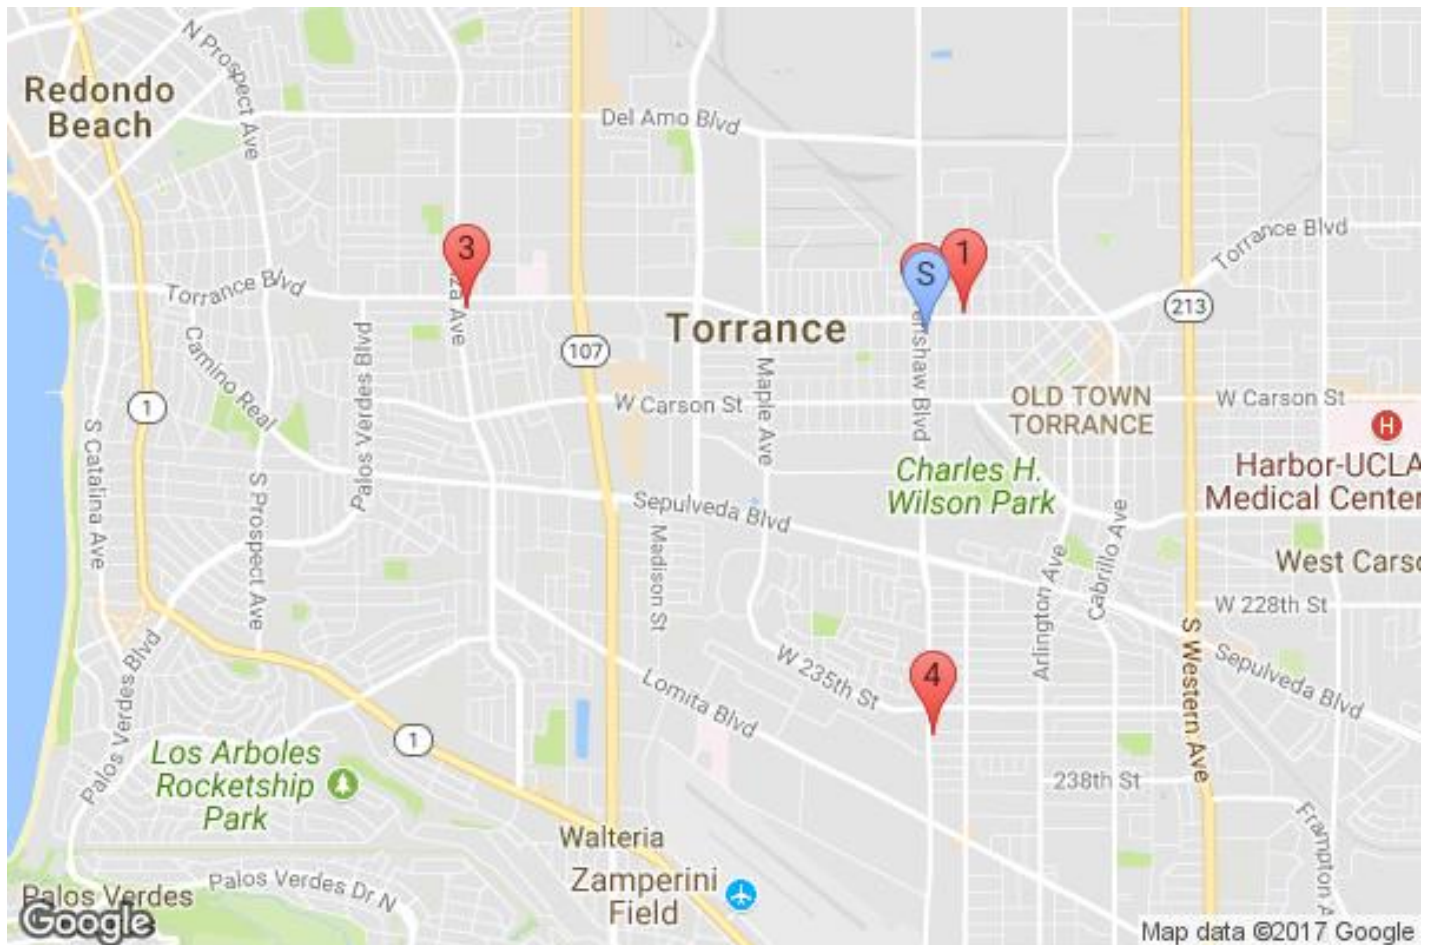 N Prospect Ave
Redondo
Beach
Del Amo Blvd
3
1
S
Torrance Blvd
Torrance Blvd
213
za Ave
Torrance
107
nshaw Blvd
Camino Real
Palos Verdes Blvd
Maple Ave
1
W Carson St
OLD TOWN
TORRANCE
W Carson St
H
S Catalina Ave
S Prospect Ave
Charles H.
Wilson Park
Harbor-UCLA
Medical Center
Sepulveda Blvd
Madison St
Arlington Ave
Cabrillo Ave
West Carso
W 228th St
S Western Ave
Palos Verdes Blvd
W 235th St
4
Sepulveda Blvd
Lomita Blvd
1
Los Arboles
Rocketship
Park
238th St
Frampton A
Walteria
Zamperini
Field
Palos Verdes
Palos Verdes Dr N
Google
Map data ©2017 Google